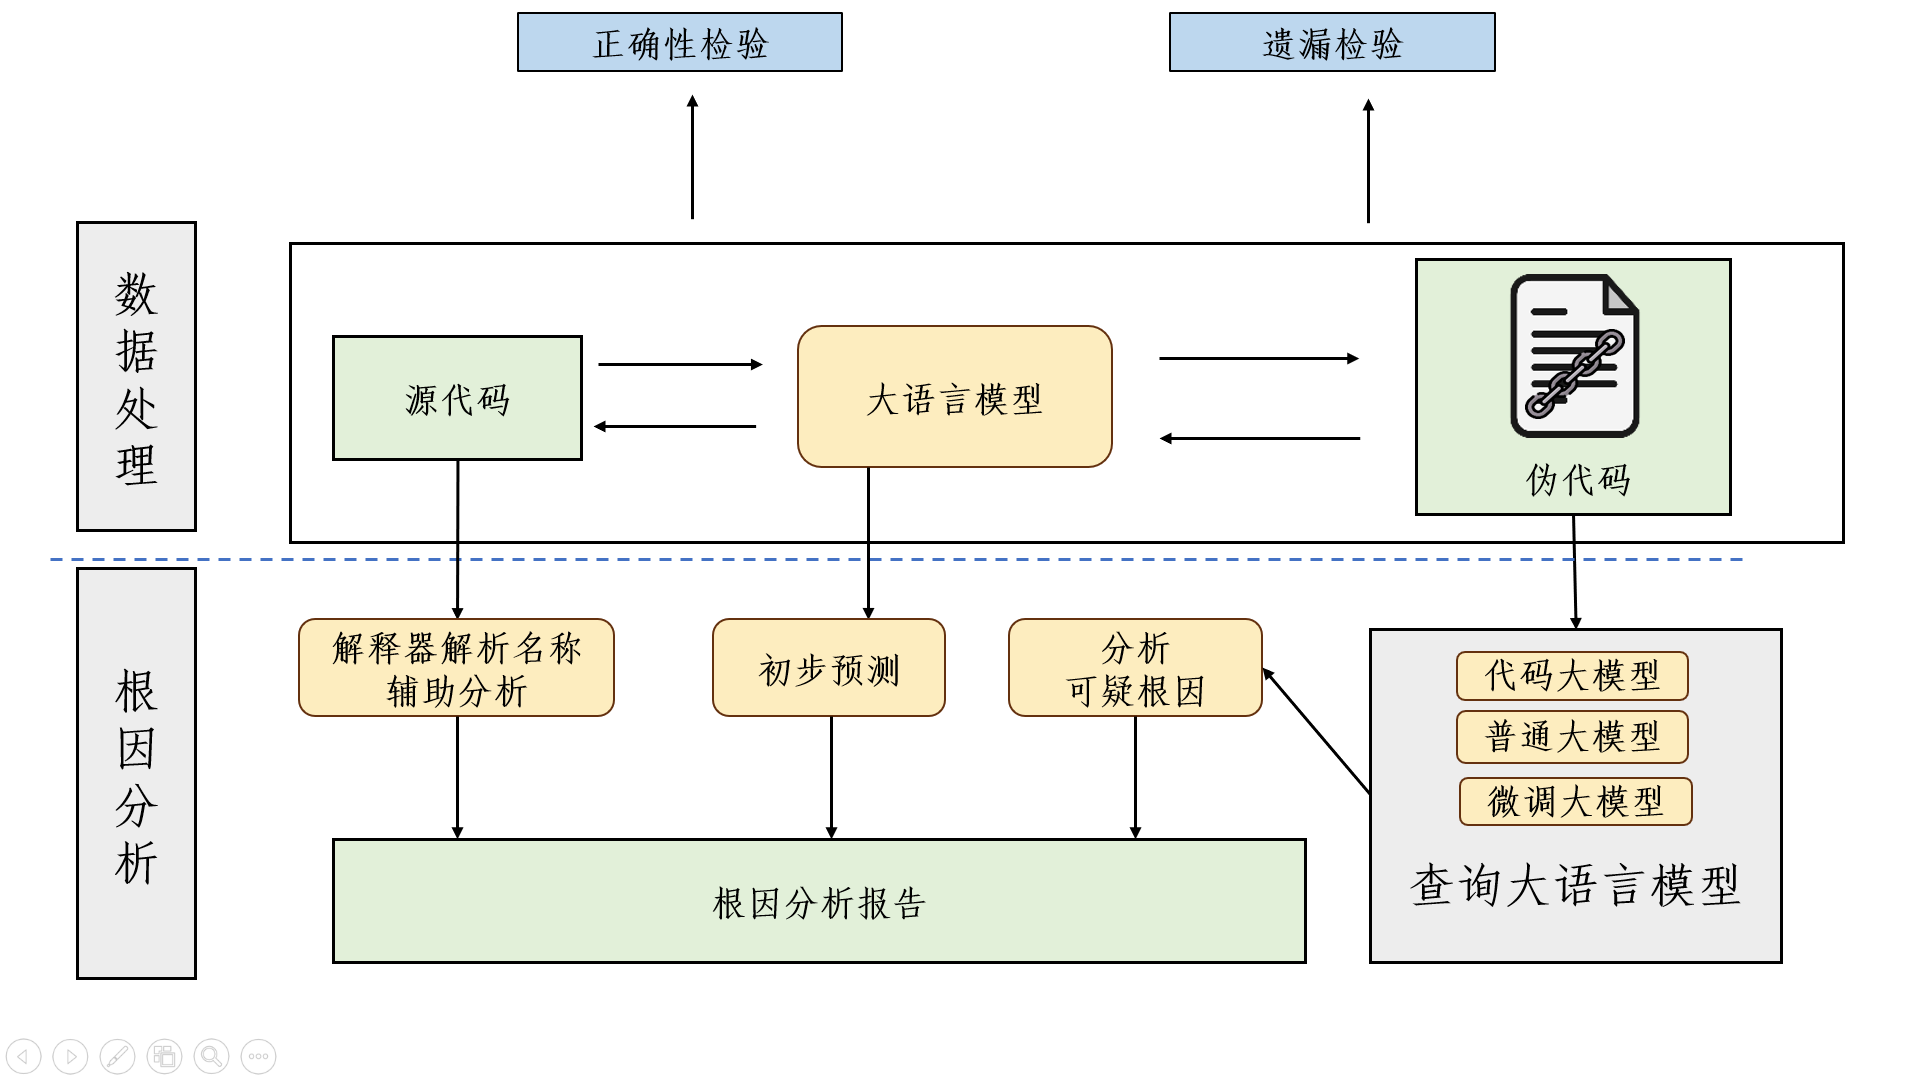 正确性检验
遗漏检验
数据处理
源代码
大语言模型
伪代码
根因分析
解释器解析名称
辅助分析
初步预测
分析
可疑根因
代码大模型
普通大模型
微调大模型
查询大语言模型
根因分析报告